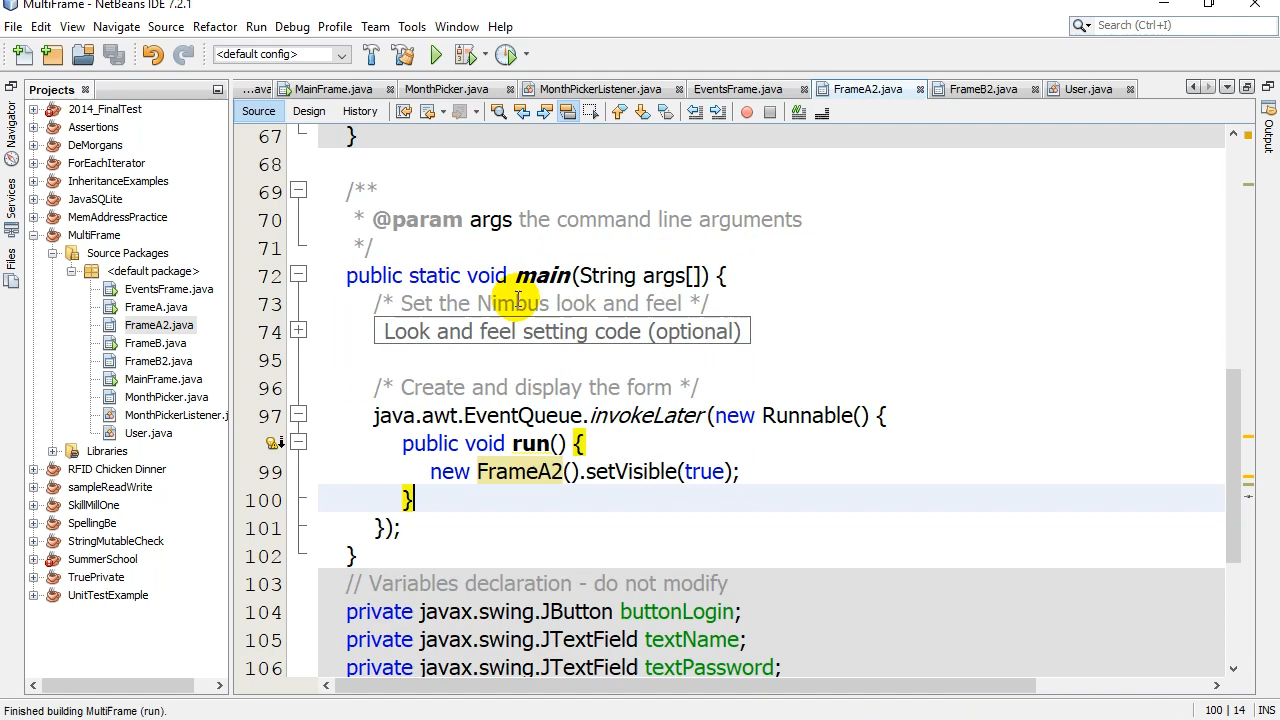 MultiFrame - NetBeans IDE 7.2.1
File Edit View Navigate Source Refactor Run Debug Profile Team Tools Window Help
Search (Ctrl+I)
<default config>
Projects
...ava MainFrame.java MonthPicker.java MonthPickerListener.java EventsFrame.java FrameA2.java FrameB2.java User.java
Source Design History
Navigator
Services
Files
Output
2014_FinalTest
Assertions
DeMorgans
ForEachIterator
InheritanceExamples
JavaSQLite
MemAddressPractice
MultiFrame
Source Packages
<default package>
EventsFrame.java
FrameA.java
FrameA2.java
FrameB.java
FrameB2.java
MainFrame.java
MonthPicker.java
MonthPickerListener.j
User.java
Libraries
RFID Chicken Dinner
sampleReadWrite
SkillMillOne
SpellingBe
StringMutableCheck
SummerSchool
TruePrivate
UnitTestExample
67 }
68
69 /**
70 * @param args the command line arguments
71 */
72 public static void main(String args[]) {
73 /* Set the Nimbus look and feel */
74 Look and feel setting code (optional)
95
96 /* Create and display the form */
97 java.awt.EventQueue.invokeLater(new Runnable() {
public void run() {
99 new FrameA2().setVisible(true);
100 }
101 });
102 }
103 // Variables declaration - do not modify
104 private javax.swing.JButton buttonLogin;
105 private javax.swing.JTextField textName;
106 private javax.swing.JTextField textPassword;
Finished building MultiFrame (run).
100 | 14 INS